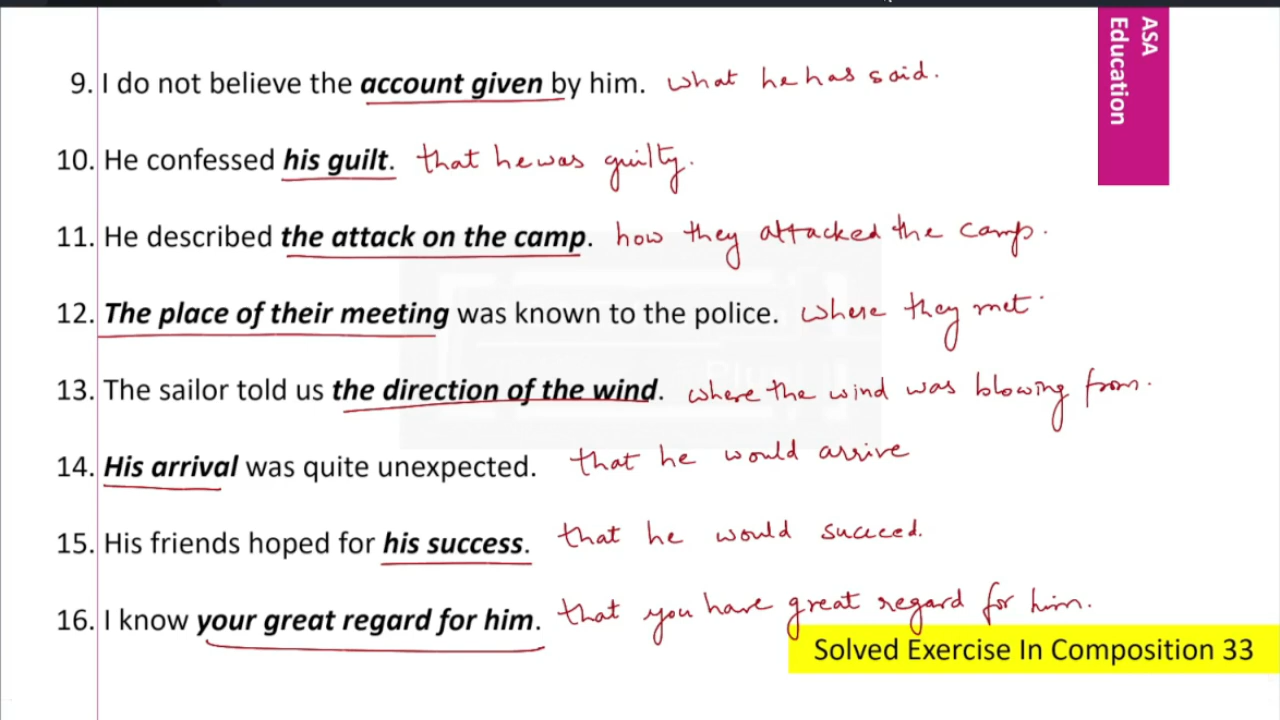 ASA
Education
9. I do not believe the account given by him. what he has said.
10. He confessed his guilt. that he was guilty.
11. He described the attack on the camp. how they attacked the camp.
12. The place of their meeting was known to the police. where they met.
13. The sailor told us the direction of the wind. where the wind was blowing from.
14. His arrival was quite unexpected. that he would arrive
15. His friends hoped for his success. that he would succeed.
16. I know your great regard for him. that you have great regard for him.
Solved Exercise In Composition 33